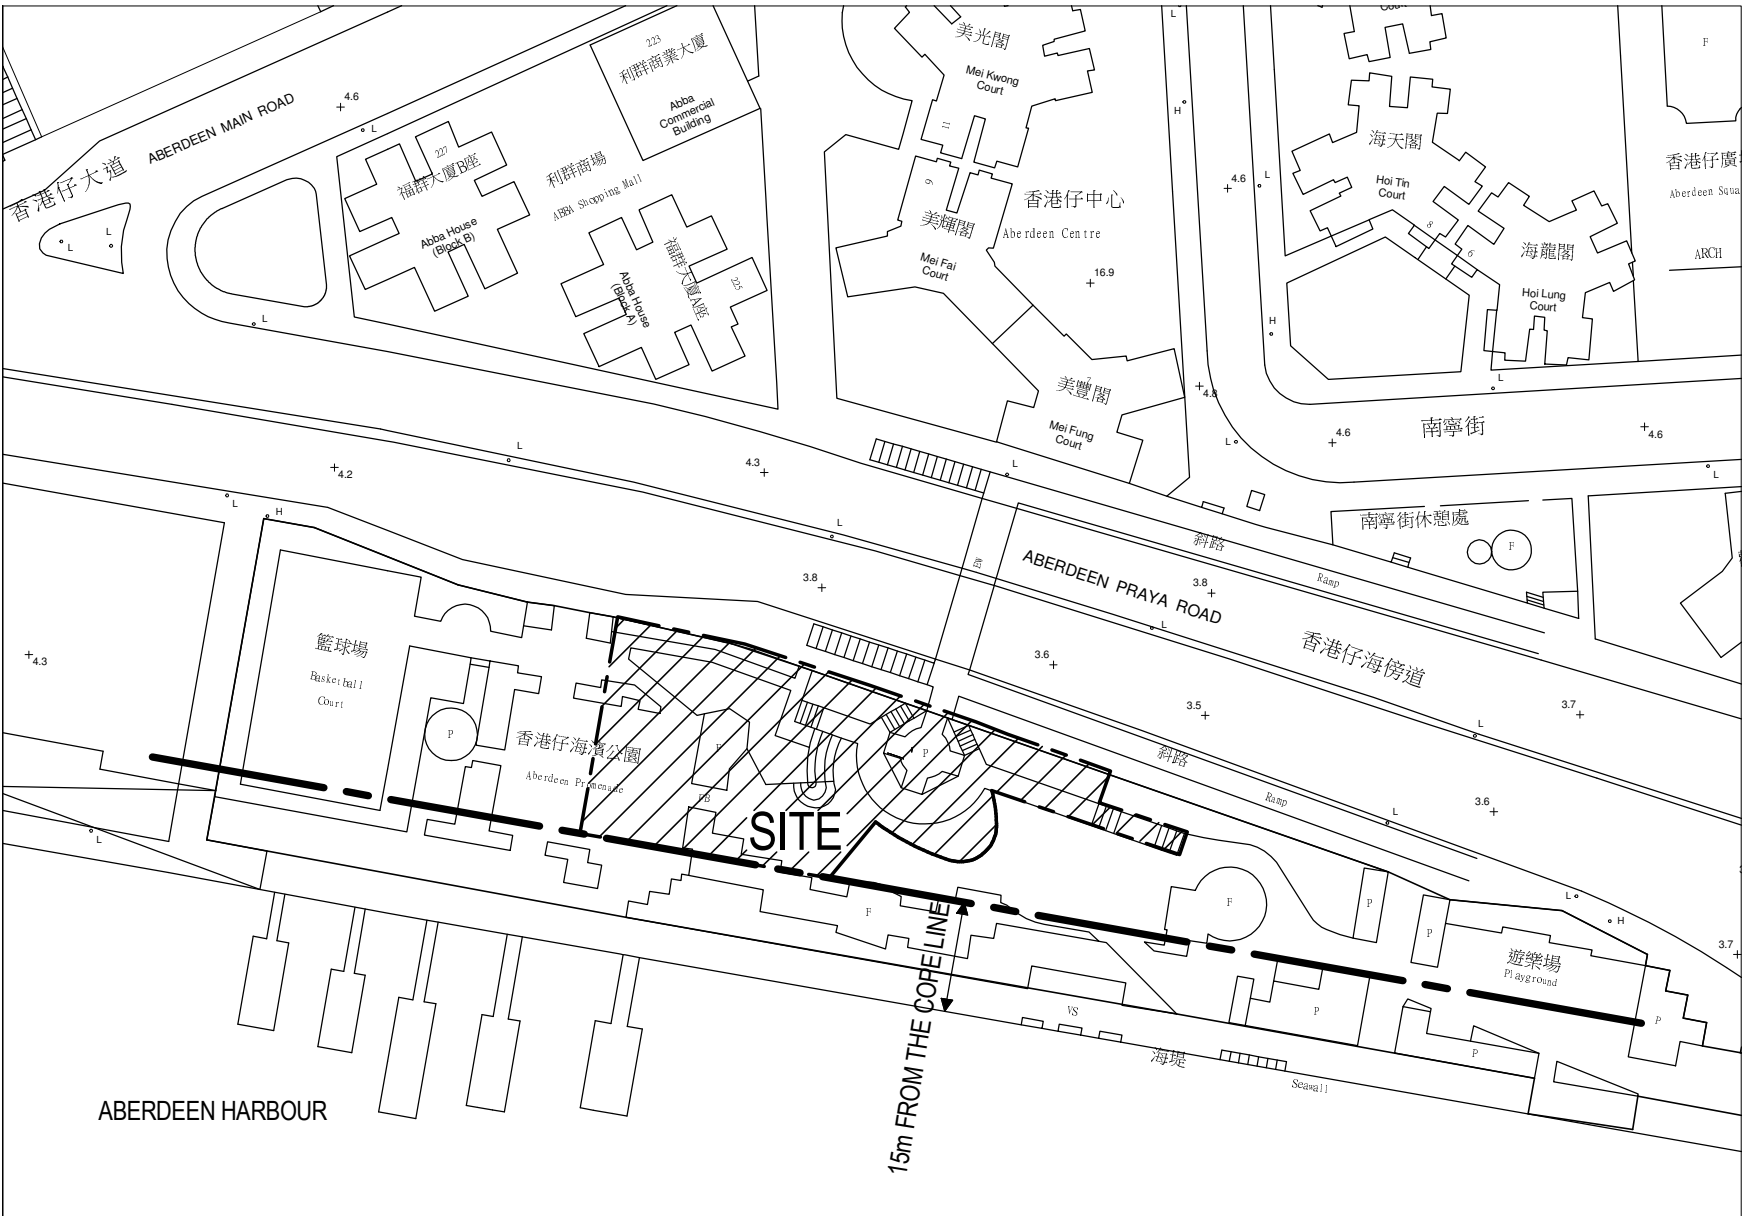 223
利群商業大廈
Abba
Commercial
Building
美光閣
Mei Kwong
Court
11
Court
L
F
4.6
ABERDEEN MAIN ROAD
香港仔大道
L
L
L
227
福群大廈B座
Abba House
(Block B)
利群商場
ABBA Shopping Mall
福群大廈A座
225
Abba House
(Block A)
9
美輝閣
Mei Fai
Court
香港仔中心
Aberdeen Centre
16.9
H
4.6
L
海天閣
Hoi Tin
Court
8
6
海龍閣
Hoi Lung
Court
香港仔廣
Aberdeen Squa
ARCH
L
H
7
美豐閣
Mei Fung
Court
4.8
L
4.6
南寧街
L
4.6
L
L
4.2
L
H
L
4.3
L
L
南寧街休憩處
F
斜路
Ramp
ABERDEEN PRAYA ROAD
3.8
3.8
L
香港仔海傍道
4.3
籃球場
Basketball
Court
P
香港仔海濱公園
Aberdeen Promenade
F
P
FB
SITE
3.6
3.5
3.7
L
斜路
Ramp
L
3.6
F
F
P
P
L
H
3.7
遊樂場
Playground
P
P
P
L
VS
海堤
Seawall
15m FROM THE COPELINE
ABERDEEN HARBOUR